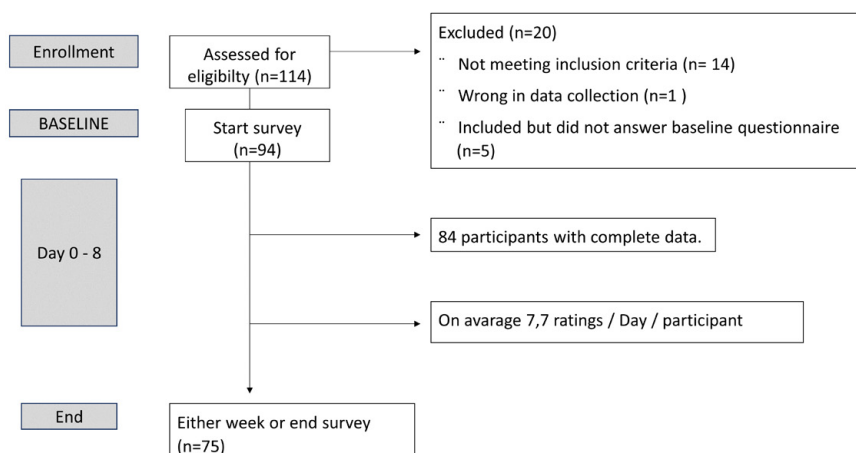 Enrollment
Assessed for
eligibilty (n=114)
Excluded (n=20)
¨ Not meeting inclusion criteria (n= 14)
¨ Wrong in data collection (n=1 )
¨ Included but did not answer baseline questionnaire
(n=5)
BASELINE
Start survey
(n=94)
Day 0 - 8
84 participants with complete data.
On avarage 7,7 ratings / Day / participant
End
Either week or end survey
(n=75)